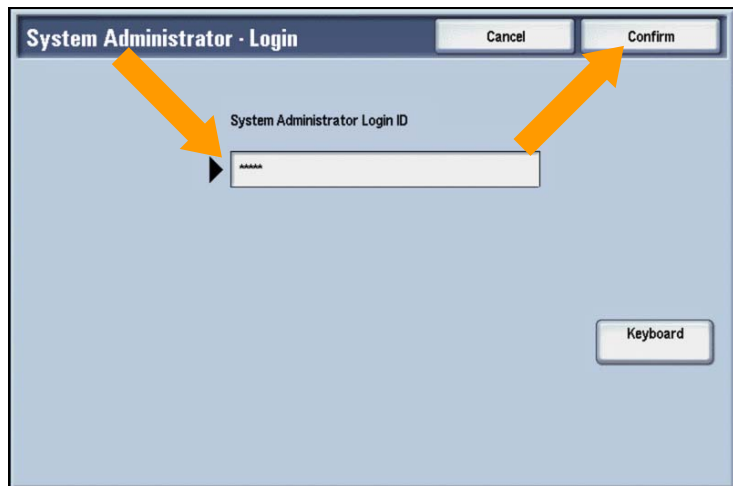 System Administrator - Login
Cancel
Confirm
System Administrator Login ID
*****
Keyboard